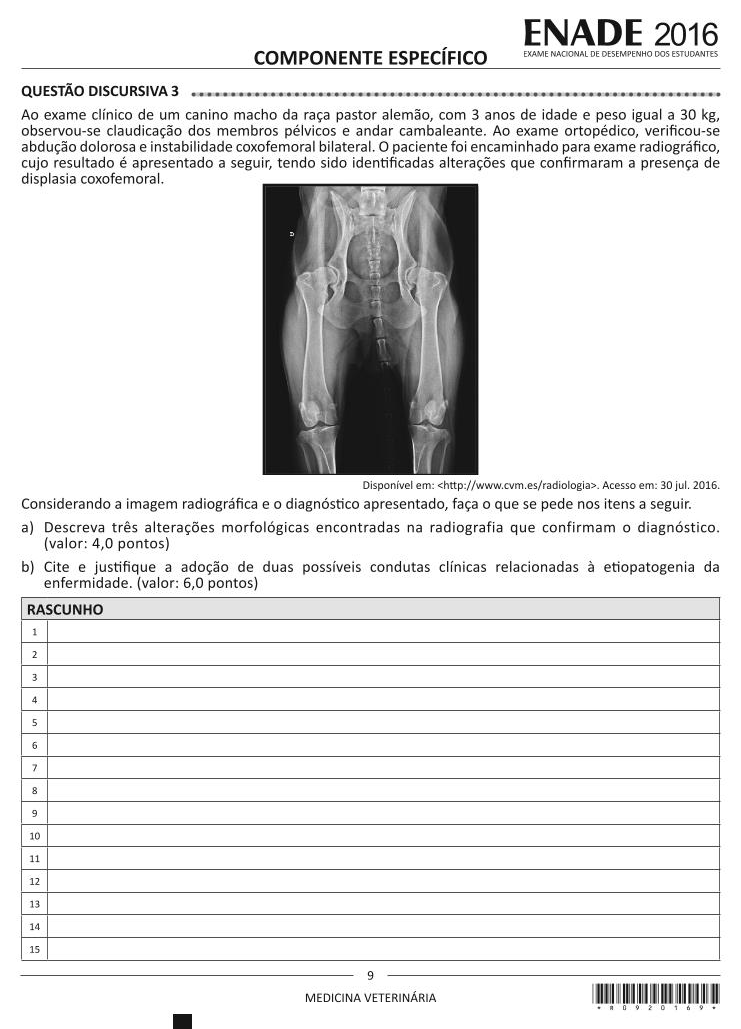 ENADE 2016
EXAME NACIONAL DE DESEMPENHO DOS ESTUDANTES
COMPONENTE ESPECÍFICO
QUESTÃO DISCURSIVA 3
Ao exame clínico de um canino macho da raça pastor alemão, com 3 anos de idade e peso igual a 30 kg,
observou-se claudicação dos membros pélvicos e andar cambaleante. Ao exame ortopédico, verificou-se
abdução dolorosa e instabilidade coxofemoral bilateral. O paciente foi encaminhado para exame radiográfico,
cujo resultado é apresentado a seguir, tendo sido identificadas alterações que confirmaram a presença de
displasia coxofemoral.
Disponível em: <http://www.cvm.es/radiologia>. Acesso em: 30 jul. 2016.
Considerando a imagem radiográfica e o diagnóstico apresentado, faça o que se pede nos itens a seguir.
a) Descreva três alterações morfológicas encontradas na radiografia que confirmam o diagnóstico.
(valor: 4,0 pontos)
b) Cite e justifique a adoção de duas possíveis condutas clínicas relacionadas à etiopatogenia da
enfermidade. (valor: 6,0 pontos)
RASCUNHO
1
2
3
4
5
6
7
8
9
10
11
12
13
14
15
9
MEDICINA VETERINÁRIA
*R0920169*